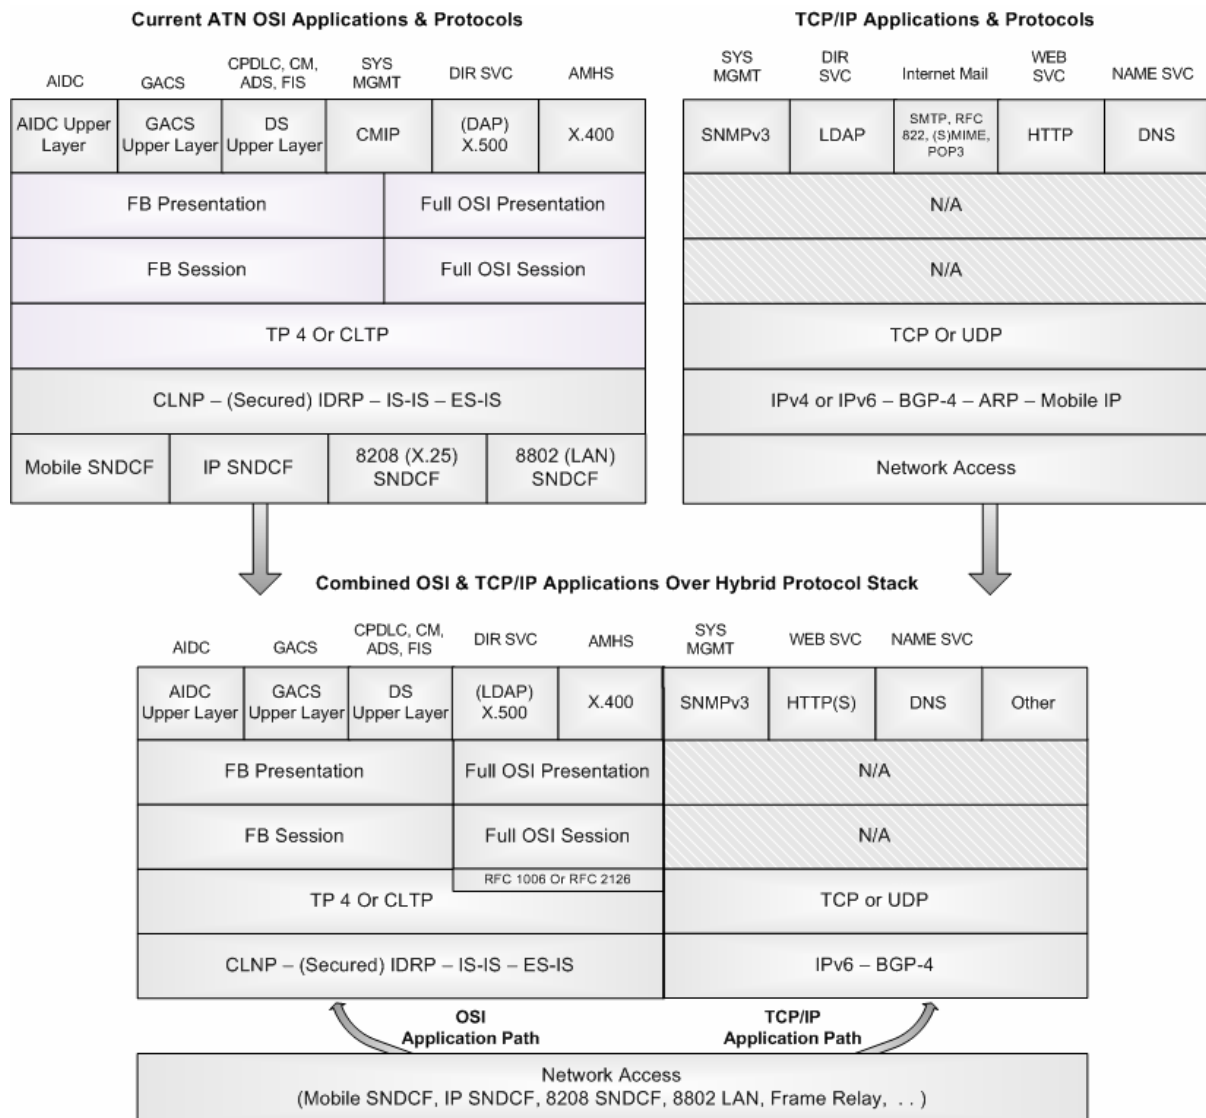 Current ATN OSI Applications & Protocols
AIDC
GACS
CPDLC, CM,
ADS, FIS
SYS
MGMT
DIR SVC
AMHS
AIDC Upper
Layer
GACS
Upper Layer
DS
Upper Layer
CMIP
(DAP)
X.500
X.400
FB Presentation
Full OSI Presentation
FB Session
Full OSI Session
TP 4 Or CLTP
CLNP – (Secured) IDRP – IS-IS – ES-IS
Mobile SNDCF
IP SNDCF
8208 (X.25)
SNDCF
8802 (LAN)
SNDCF
TCP/IP Applications & Protocols
SYS
MGMT
DIR
SVC
Internet Mail
WEB
SVC
NAME SVC
SNMPv3
LDAP
SMTP, RFC
822, (S)MIME,
POP3
HTTP
DNS
N/A
N/A
TCP Or UDP
IPv4 or IPv6 – BGP-4 – ARP – Mobile IP
Network Access
Combined OSI & TCP/IP Applications Over Hybrid Protocol Stack
AIDC
GACS
CPDLC, CM,
ADS, FIS
DIR SVC
AMHS
SYS
MGMT
WEB SVC
NAME SVC
AIDC
Upper Layer
GACS
Upper Layer
DS
Upper Layer
(LDAP)
X.500
X.400
SNMPv3
HTTP(S)
DNS
Other
FB Presentation
Full OSI Presentation
N/A
FB Session
Full OSI Session
N/A
RFC 1006 Or RFC 2126
TP 4 Or CLTP
TCP or UDP
CLNP – (Secured) IDRP – IS-IS – ES-IS
IPv6 – BGP-4
OSI
Application Path
TCP/IP
Application Path
Network Access
(Mobile SNDCF, IP SNDCF, 8208 SNDCF, 8802 LAN, Frame Relay, . . )